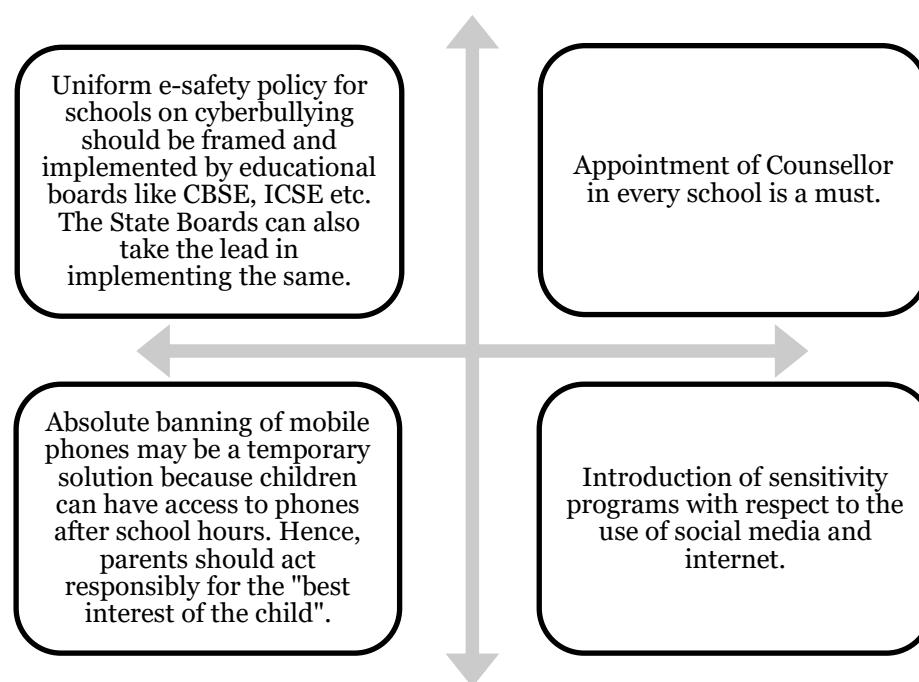 Uniform e-safety policy for
schools on cyberbullying
should be framed and
implemented by educational
boards like CBSE, ICSE etc.
The State Boards can also
take the lead in
implementing the same.
Appointment of Counsellor
in every school is a must.
Absolute banning of mobile
phones may be a temporary
solution because children
can have access to phones
after school hours. Hence,
parents should act
responsibly for the "best
interest of the child".
Introduction of sensitivity
programs with respect to the
use of social media and
internet.